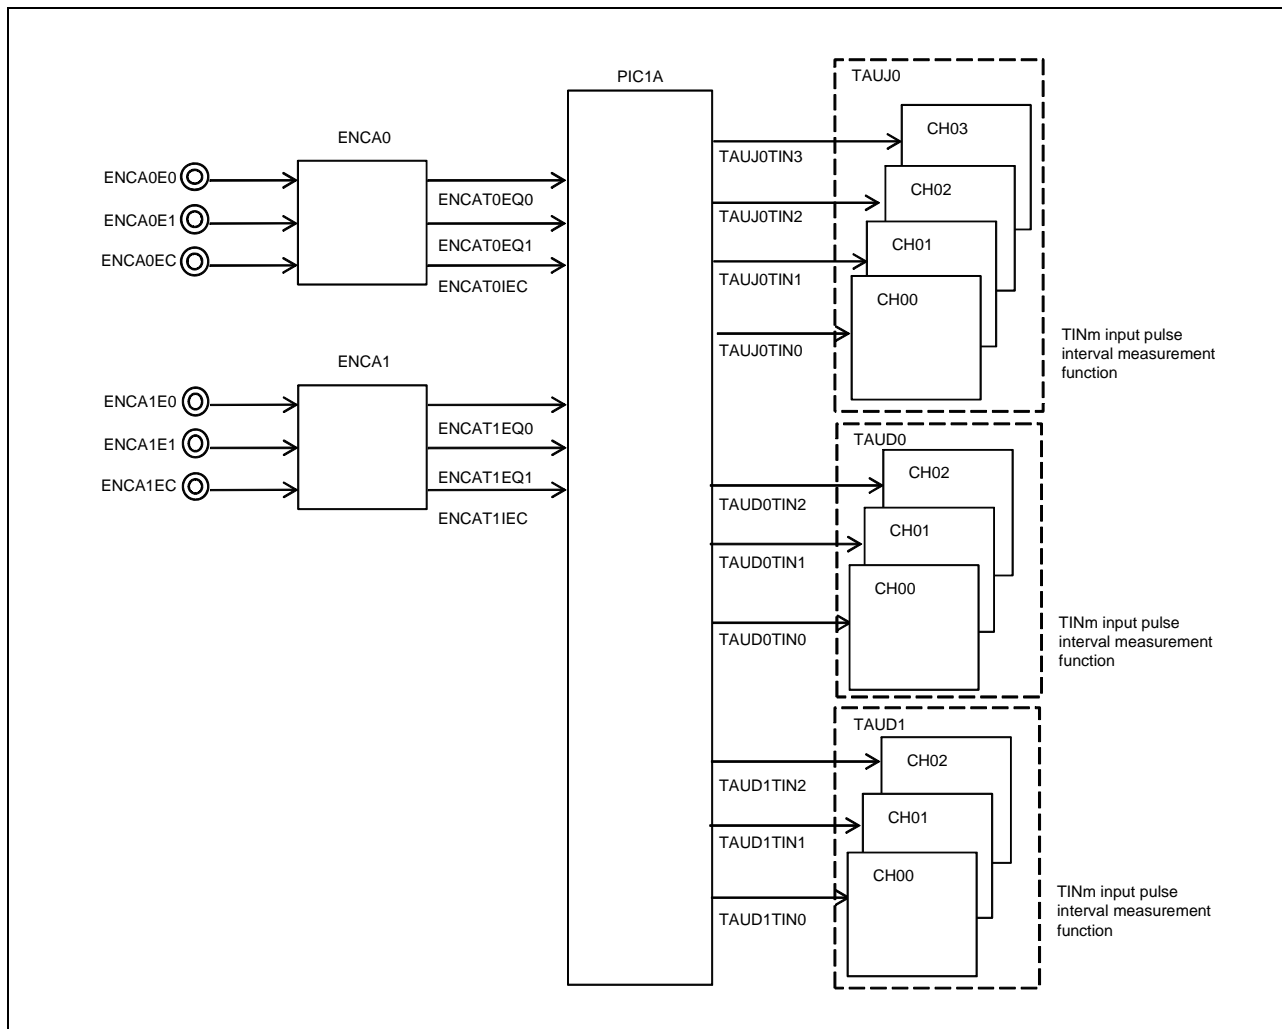 PIC1A
ENCA0
ENCA0E0
ENCA0E1
ENCA0EC
ENCAT0EQ0
ENCAT0EQ1
ENCAT0IEC
ENCA1
ENCA1E0
ENCA1E1
ENCA1EC
ENCAT1EQ0
ENCAT1EQ1
ENCAT1IEC
TAUJ0
TAUJ0TIN3
TAUJ0TIN2
TAUJ0TIN1
TAUJ0TIN0
CH03
CH02
CH01
CH00
TINm input pulse
interval measurement
function
TAUD0
TAUD0TIN2
TAUD0TIN1
TAUD0TIN0
CH02
CH01
CH00
TINm input pulse
interval measurement
function
TAUD1
TAUD1TIN2
TAUD1TIN1
TAUD1TIN0
CH02
CH01
CH00
TINm input pulse
interval measurement
function